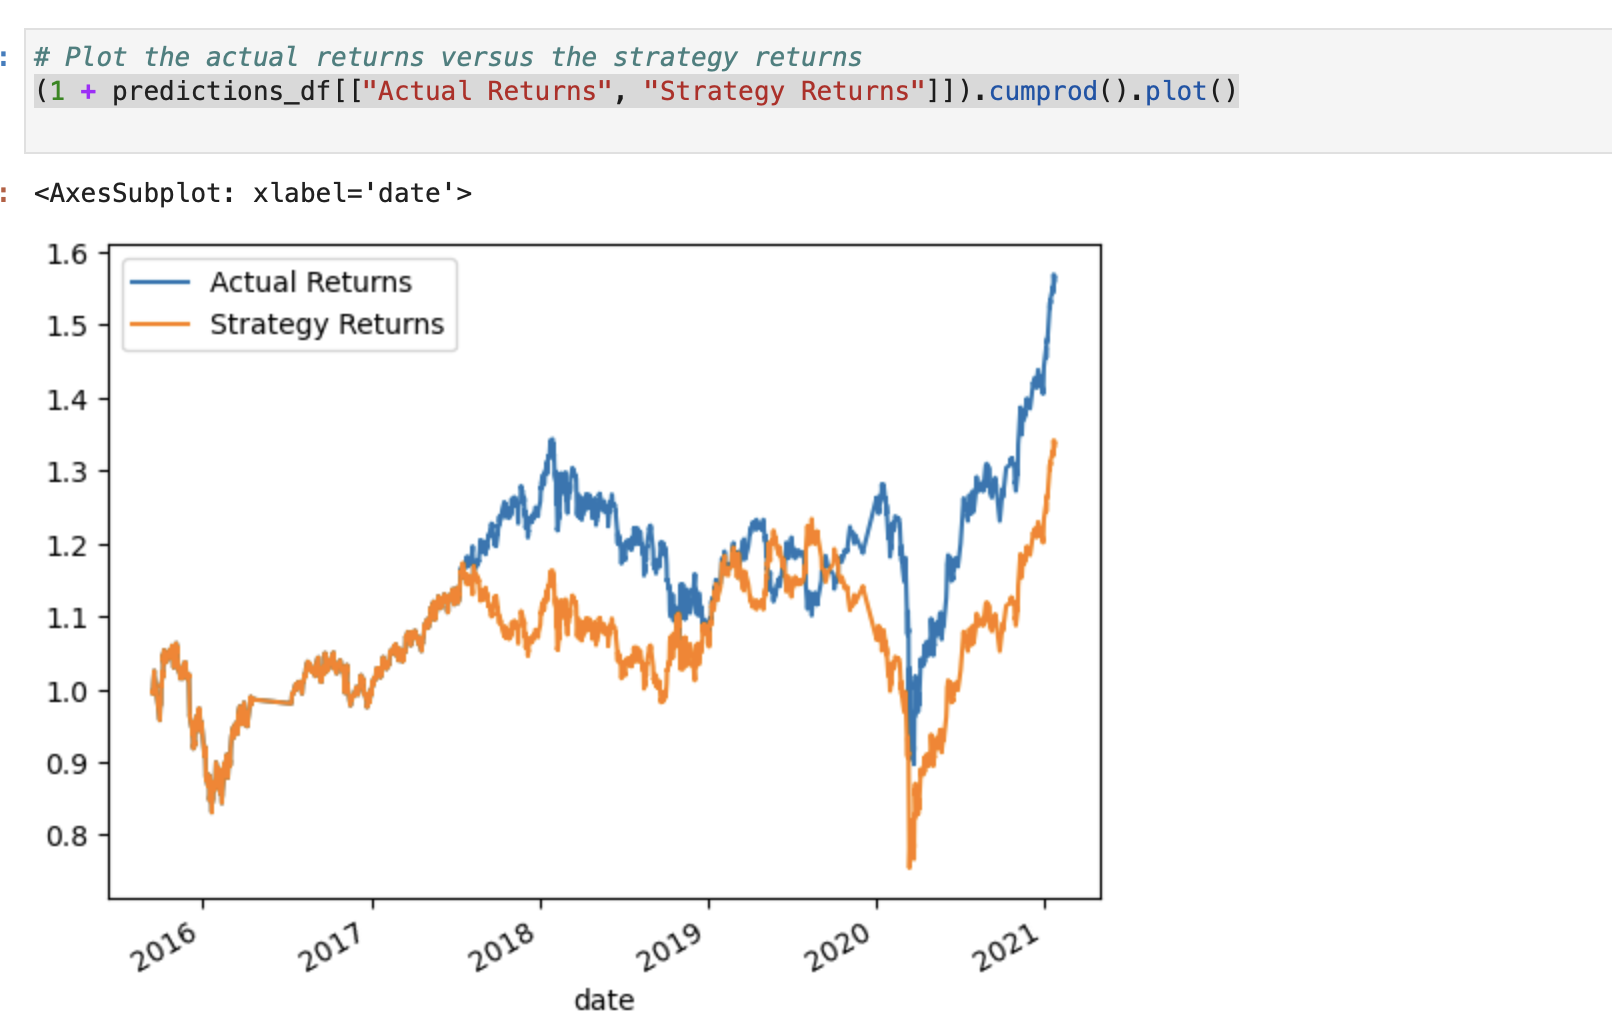 # Plot the actual returns versus the strategy returns
(1 + predictions_df[["Actual Returns", "Strategy Returns"]]).cumprod().plot()
<AxesSubplot: xlabel='date'>
1.6
Actual Returns
Strategy Returns
1.5
1.4
1.3
1.2
1.1
1.0
0.9
0.8
2016 2017 2018 2019 2020 2021
date